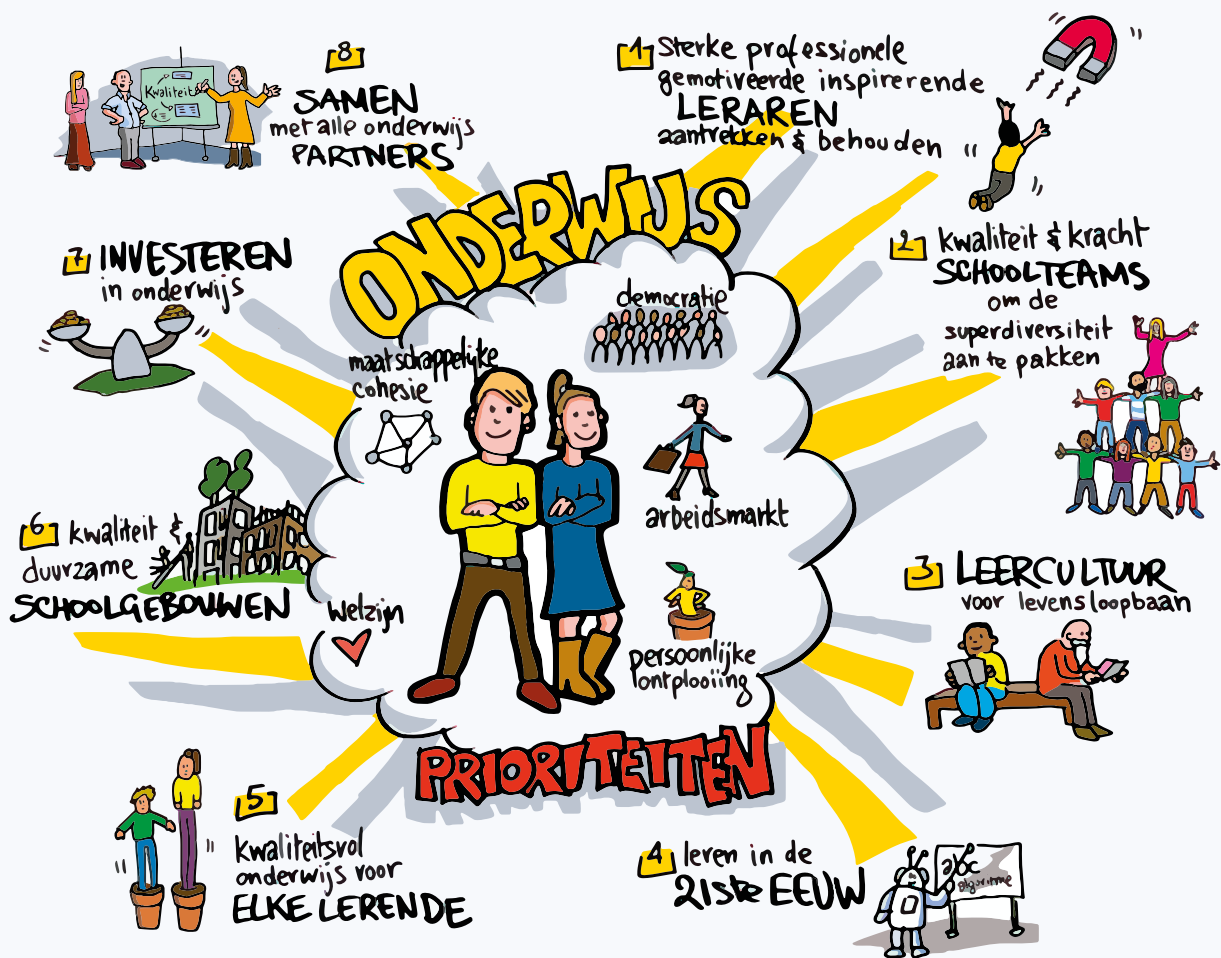 ONDERWIJS
PRIORITEITEN
democratie
maatschappelijke
cohesie
arbeidsmarkt
welzijn
persoonlijke
ontplooiing
1 Sterke professionele
gemotiveerde inspirerende
LERAREN
aantrekken & behouden
2 kwaliteit & kracht
SCHOOLTEAMS
om de
superdiversiteit
aan te pakken
3 LEERCULTUUR
voor levensloopbaan
4 leren in de
21ste EEUW
abc
algoritme
5
kwaliteitsvol
onderwijs voor
ELKE LERENDE
6 kwaliteit &
duurzame
SCHOOLGEBOUWEN
7 INVESTEREN
in onderwijs
8
SAMEN
met alle onderwijs
PARTNERS
Kwaliteit